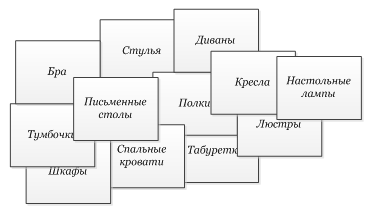 Диваны
Стулья
Бра
Кресла
Настольные
лампы
Письменные
столы
Полки
Люстры
Тумбочки
Спальные
кровати
Табуретки
Шкафы